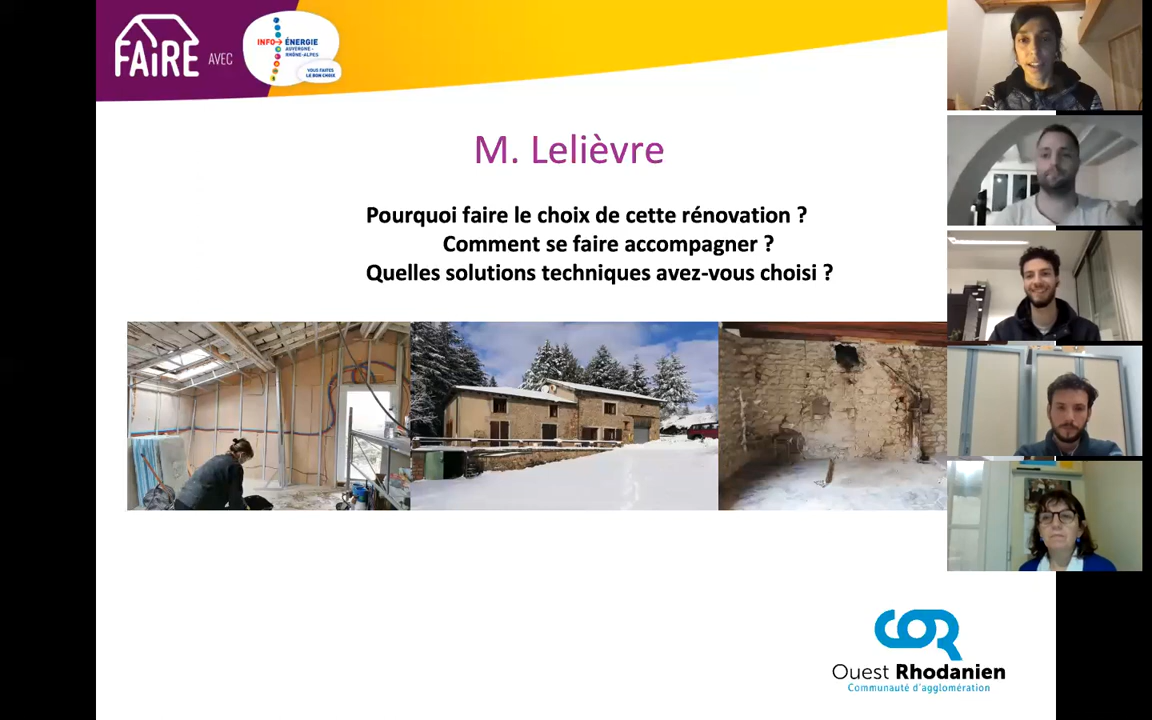 FAiRE
AVEC
INFO→ÉNERGIE
AUVERGNE-
RHÔNE-ALPES
VOUS FAITES
LE BON CHOIX
M. Lelièvre
Pourquoi faire le choix de cette rénovation ?
Comment se faire accompagner ?
Quelles solutions techniques avez-vous choisi ?
COR
Ouest Rhodanien
Communauté d'agglomération